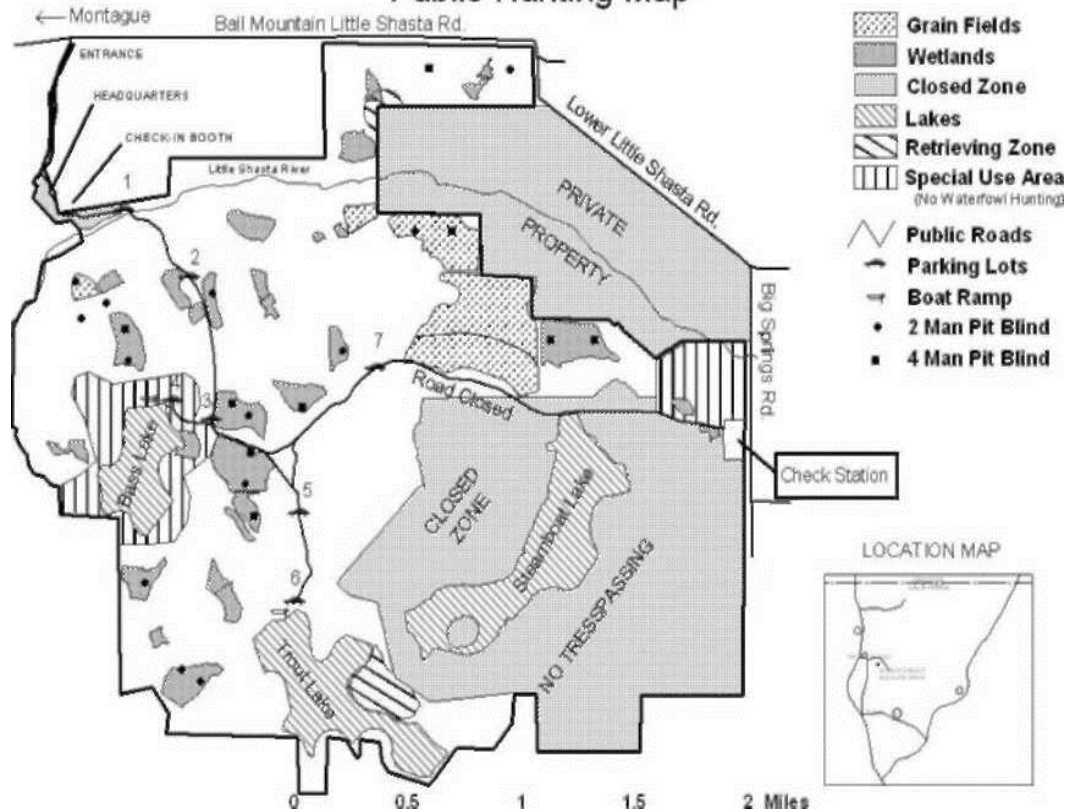 Public Hunting Map
Montague
Ball Mountain Little Shasta Rd.
ENTRANCE
HEADQUARTERS
CHECK-IN BOOTH
Little Shasta River
Lower Little Shasta Rd.
PRIVATE
PROPERTY
Big Springs Rd.
1
2
3
4
5
6
7
Road Closed
Bass Lake
CLOSED
ZONE
Steamboat Lake
NO TRESSPASSING
Trout Lake
Check Station
Grain Fields
Wetlands
Closed Zone
Lakes
Retrieving Zone
Special Use Area
(No Waterfowl Hunting)
Public Roads
Parking Lots
Boat Ramp
2 Man Pit Blind
4 Man Pit Blind
LOCATION MAP
0 0.5 1 1.5 2 Miles